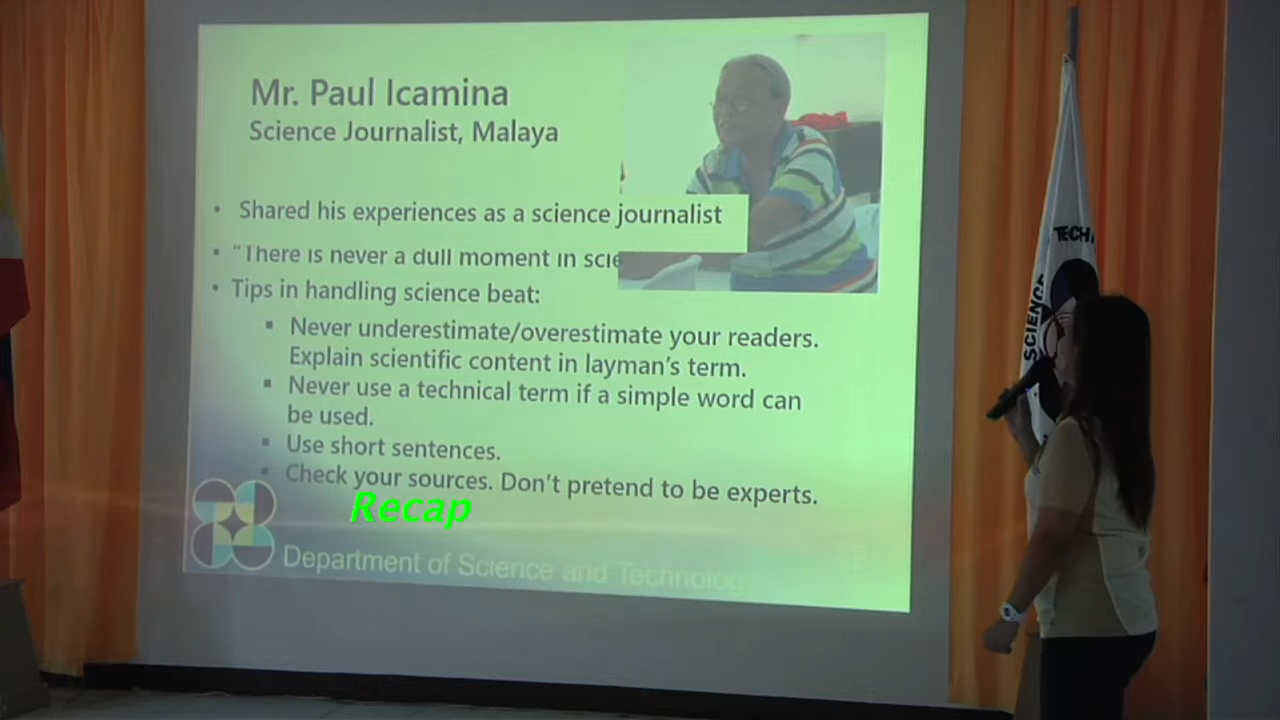 Mr. Paul Icamina
Science Journalist, Malaya
• Shared his experiences as a science journalist
• "There is never a dull moment in scie
• Tips in handling science beat:
▪ Never underestimate/overestimate your readers.
Explain scientific content in layman's term.
▪ Never use a technical term if a simple word can
be used.
▪ Use short sentences.
▪ Check your sources. Don't pretend to be experts.
Recap
Department of Science and Technology
TECH
SCIENCE